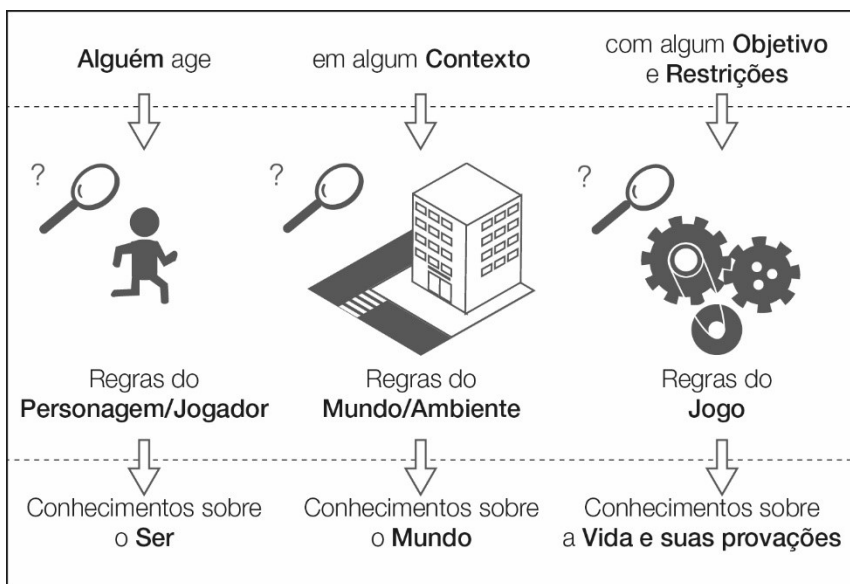 Alguém age
em algum Contexto
com algum Objetivo
e Restrições
?
?
?
Regras do
Personagem/Jogador
Regras do
Mundo/Ambiente
Regras do
Jogo
Conhecimentos sobre
o Ser
Conhecimentos sobre
o Mundo
Conhecimentos sobre
a Vida e suas provações